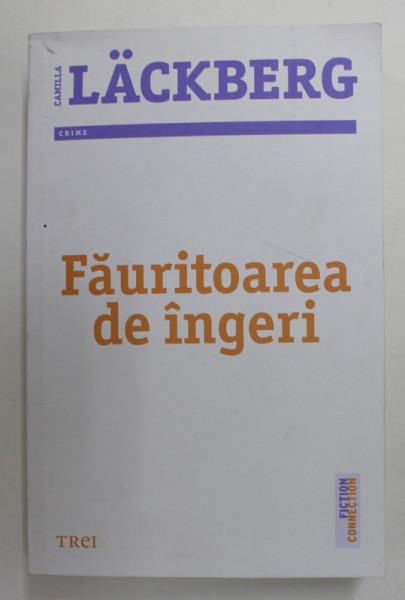 CAMILLA
LÄCKBERG
CRIME
Făuritoarea
de îngeri
FICTION
CONNECTION
TREI